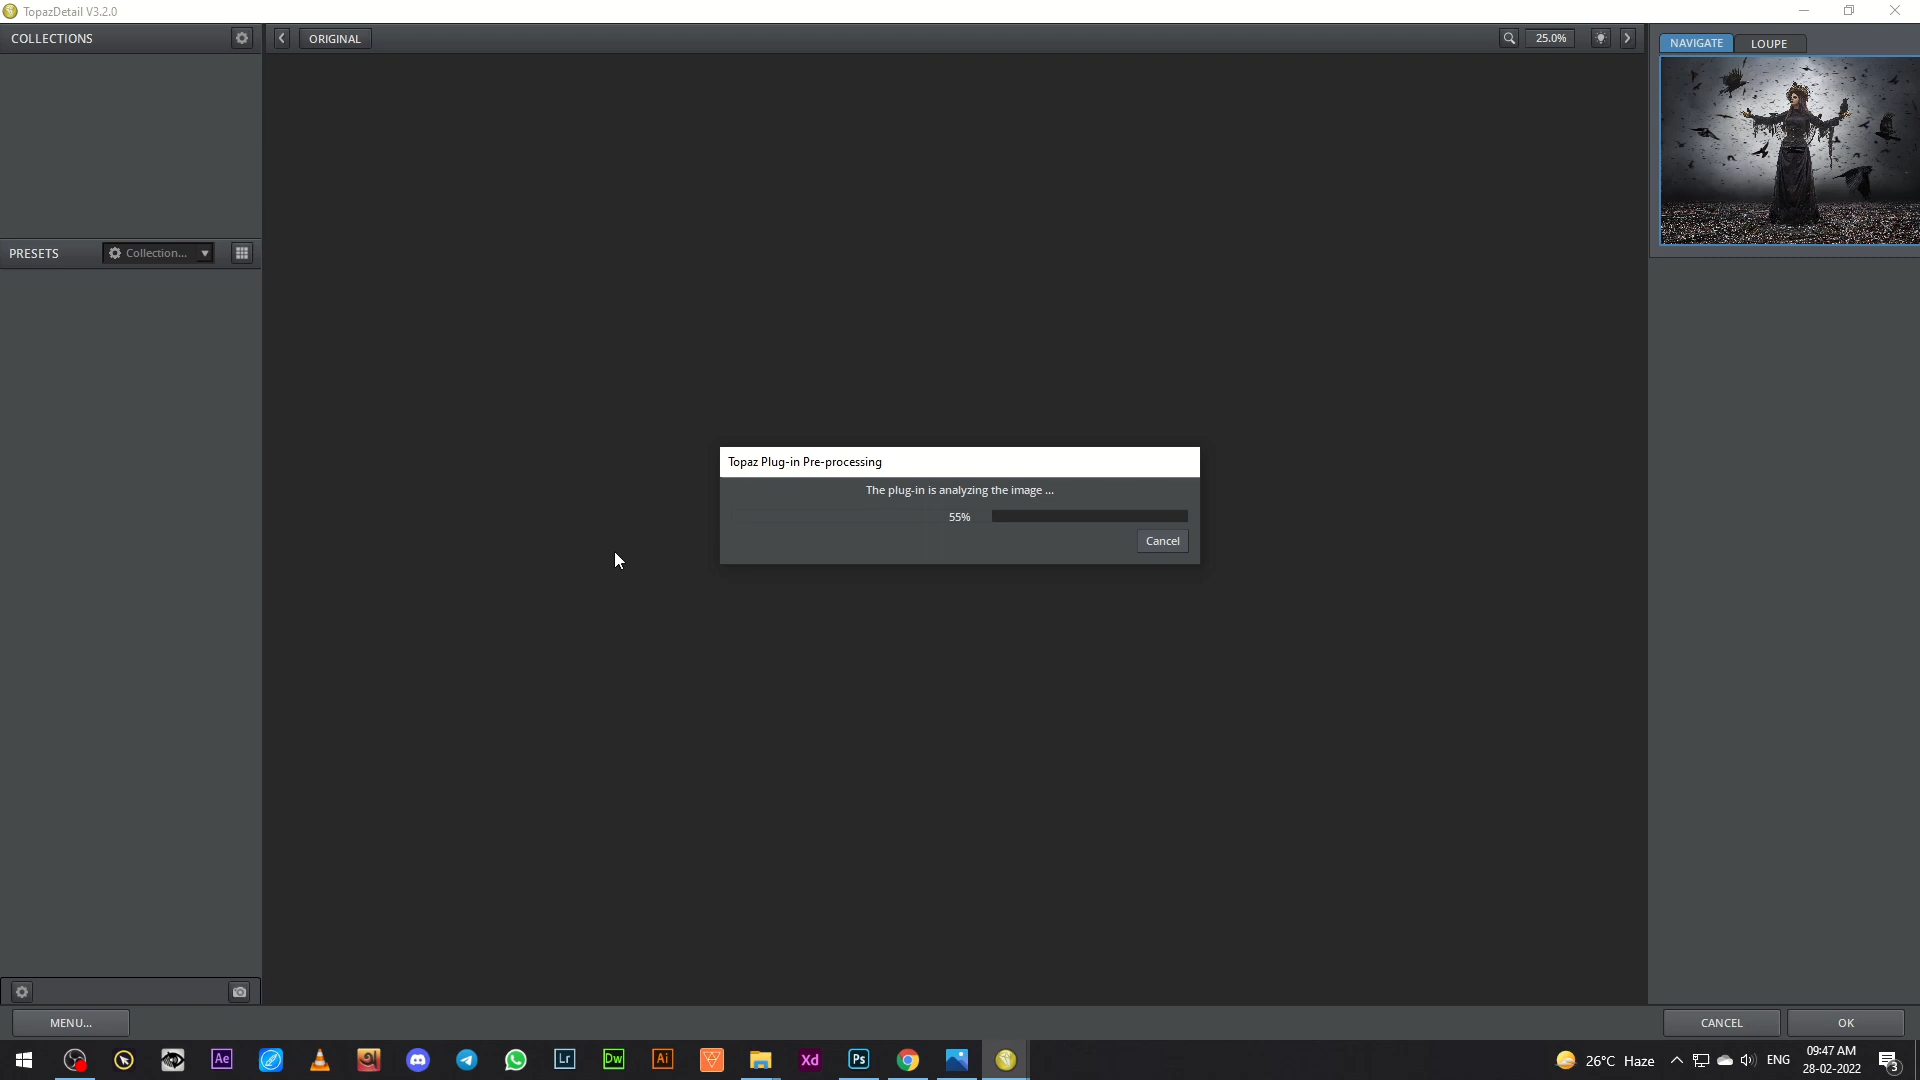 TopazDetail V3.2.0
COLLECTIONS
ORIGINAL
25.0%
NAVIGATE
LOUPE
PRESETS
Collection...
Topaz Plug-in Pre-processing
The plug-in is analyzing the image ...
55%
Cancel
MENU...
CANCEL
OK
Ae
Lr
Dw
Ai
Xd
Ps
26°C Haze
ENG
09:47 AM
28-02-2022
3